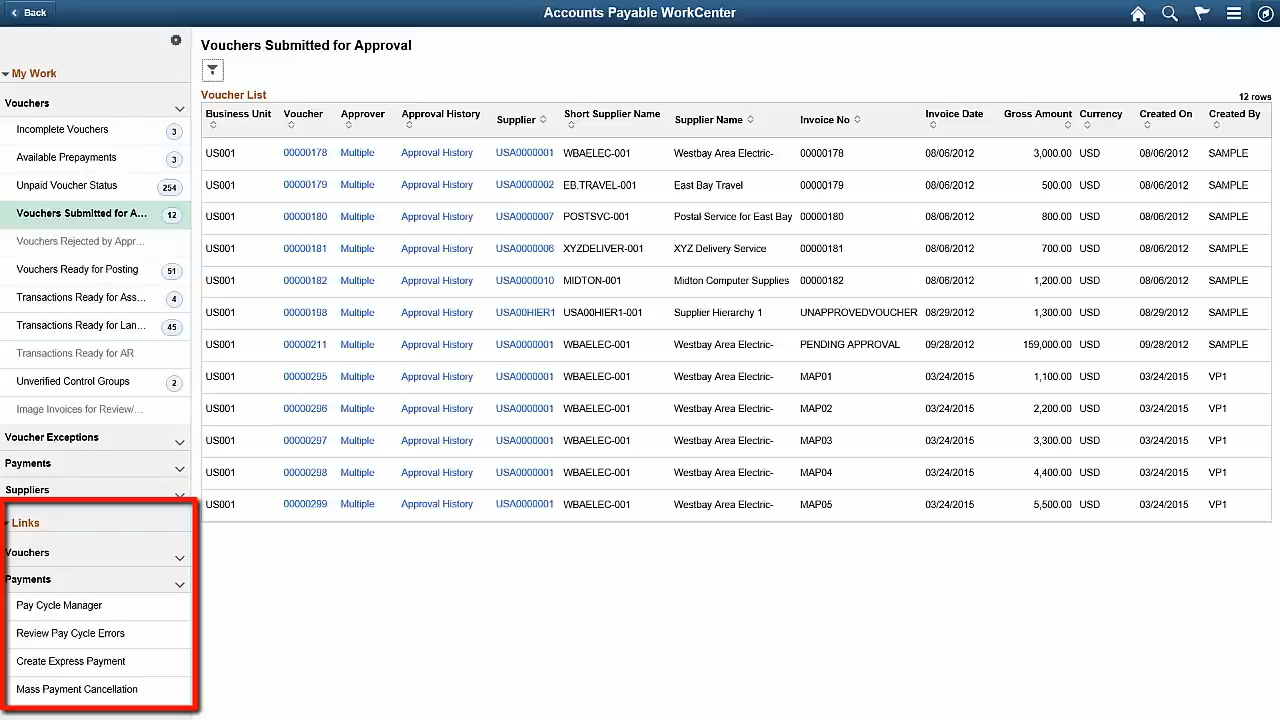 Back
Accounts Payable WorkCenter
My Work
Vouchers
Incomplete Vouchers 3
Available Prepayments 3
Unpaid Voucher Status 254
Vouchers Submitted for A... 12
Vouchers Rejected by Appr...
Vouchers Ready for Posting 51
Transactions Ready for Ass... 4
Transactions Ready for Lan... 45
Transactions Ready for AR
Unverified Control Groups 2
Image Invoices for Review/...
Voucher Exceptions
Payments
Suppliers
Links
Vouchers
Payments
Pay Cycle Manager
Review Pay Cycle Errors
Create Express Payment
Mass Payment Cancellation
Vouchers Submitted for Approval
Voucher List
12 rows
Business Unit Voucher Approver Approval History Supplier Short Supplier Name Supplier Name Invoice No Invoice Date Gross Amount Currency Created On Created By
US001 00000178 Multiple Approval History USA0000001 WBAELEC-001 Westbay Area Electric- 00000178 08/06/2012 3,000.00 USD 08/06/2012 SAMPLE
US001 00000179 Multiple Approval History USA0000002 EB.TRAVEL-001 East Bay Travel 00000179 08/06/2012 500.00 USD 08/06/2012 SAMPLE
US001 00000180 Multiple Approval History USA0000007 POSTSVC-001 Postal Service for East Bay 00000180 08/06/2012 800.00 USD 08/06/2012 SAMPLE
US001 00000181 Multiple Approval History USA0000006 XYZDELIVER-001 XYZ Delivery Service 00000181 08/06/2012 700.00 USD 08/06/2012 SAMPLE
US001 00000182 Multiple Approval History USA0000010 MIDTON-001 Midton Computer Supplies 00000182 08/06/2012 1,200.00 USD 08/06/2012 SAMPLE
US001 00000198 Multiple Approval History USA00HIER1 USA00HIER1-001 Supplier Hierarchy 1 UNAPPROVEDVOUCHER 08/29/2012 1,300.00 USD 08/29/2012 SAMPLE
US001 00000211 Multiple Approval History USA0000001 WBAELEC-001 Westbay Area Electric- PENDING APPROVAL 09/28/2012 159,000.00 USD 09/28/2012 SAMPLE
US001 00000295 Multiple Approval History USA0000001 WBAELEC-001 Westbay Area Electric- MAP01 03/24/2015 1,100.00 USD 03/24/2015 VP1
US001 00000296 Multiple Approval History USA0000001 WBAELEC-001 Westbay Area Electric- MAP02 03/24/2015 2,200.00 USD 03/24/2015 VP1
US001 00000297 Multiple Approval History USA0000001 WBAELEC-001 Westbay Area Electric- MAP03 03/24/2015 3,300.00 USD 03/24/2015 VP1
US001 00000298 Multiple Approval History USA0000001 WBAELEC-001 Westbay Area Electric- MAP04 03/24/2015 4,400.00 USD 03/24/2015 VP1
US001 00000299 Multiple Approval History USA0000001 WBAELEC-001 Westbay Area Electric- MAP05 03/24/2015 5,500.00 USD 03/24/2015 VP1